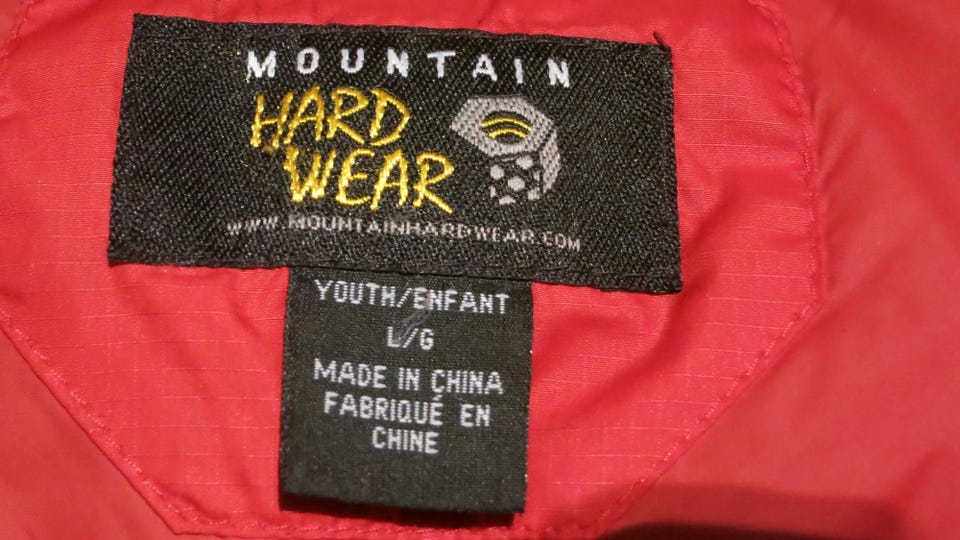 MOUNTAIN
HARD
WEAR
WWW.MOUNTAINHARDWEAR.COM
YOUTH/ENFANT
L/G
MADE IN CHINA
FABRIQUÉ EN
CHINE